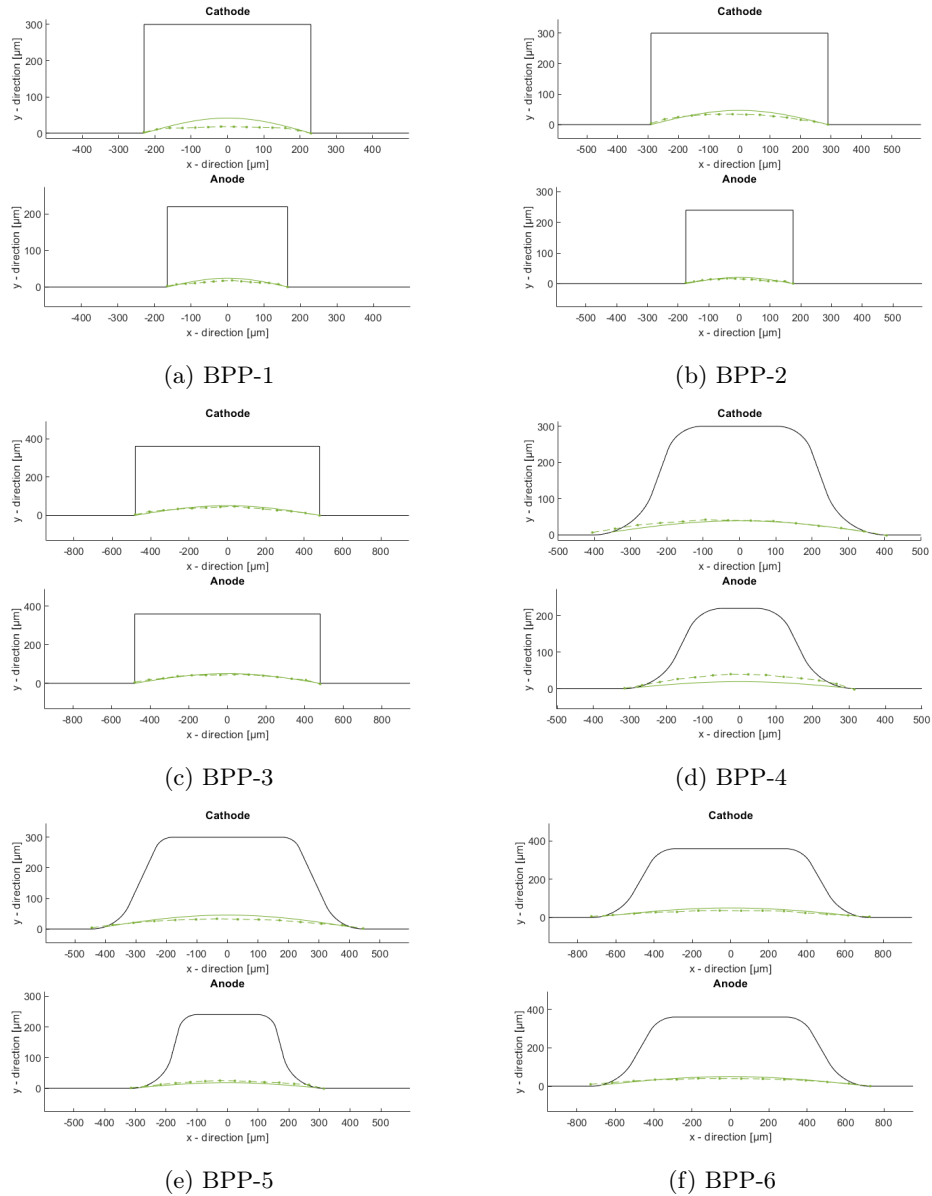 Cathode
y - direction [µm]
300
200
100
0
-400 -300 -200 -100 0 100 200 300 400
x - direction [µm]
Anode
y - direction [µm]
200
100
0
-400 -300 -200 -100 0 100 200 300 400
x - direction [µm]
(a) BPP-1
Cathode
y - direction [µm]
300
200
100
0
-500 -400 -300 -200 -100 0 100 200 300 400 500
x - direction [µm]
Anode
y - direction [µm]
300
200
100
0
-500 -400 -300 -200 -100 0 100 200 300 400 500
x - direction [µm]
(b) BPP-2
Cathode
y - direction [µm]
400
200
0
-800 -600 -400 -200 0 200 400 600 800
x - direction [µm]
Anode
y - direction [µm]
400
200
0
-800 -600 -400 -200 0 200 400 600 800
x - direction [µm]
(c) BPP-3
Cathode
y - direction [µm]
300
200
100
0
-500 -400 -300 -200 -100 0 100 200 300 400 500
x - direction [µm]
Anode
y - direction [µm]
200
100
0
-500 -400 -300 -200 -100 0 100 200 300 400 500
x - direction [µm]
(d) BPP-4
Cathode
y - direction [µm]
300
200
100
0
-500 -400 -300 -200 -100 0 100 200 300 400 500
x - direction [µm]
Anode
y - direction [µm]
300
200
100
0
-500 -400 -300 -200 -100 0 100 200 300 400 500
x - direction [µm]
(e) BPP-5
Cathode
y - direction [µm]
400
200
0
-800 -600 -400 -200 0 200 400 600 800
x - direction [µm]
Anode
y - direction [µm]
400
200
0
-800 -600 -400 -200 0 200 400 600 800
x - direction [µm]
(f) BPP-6